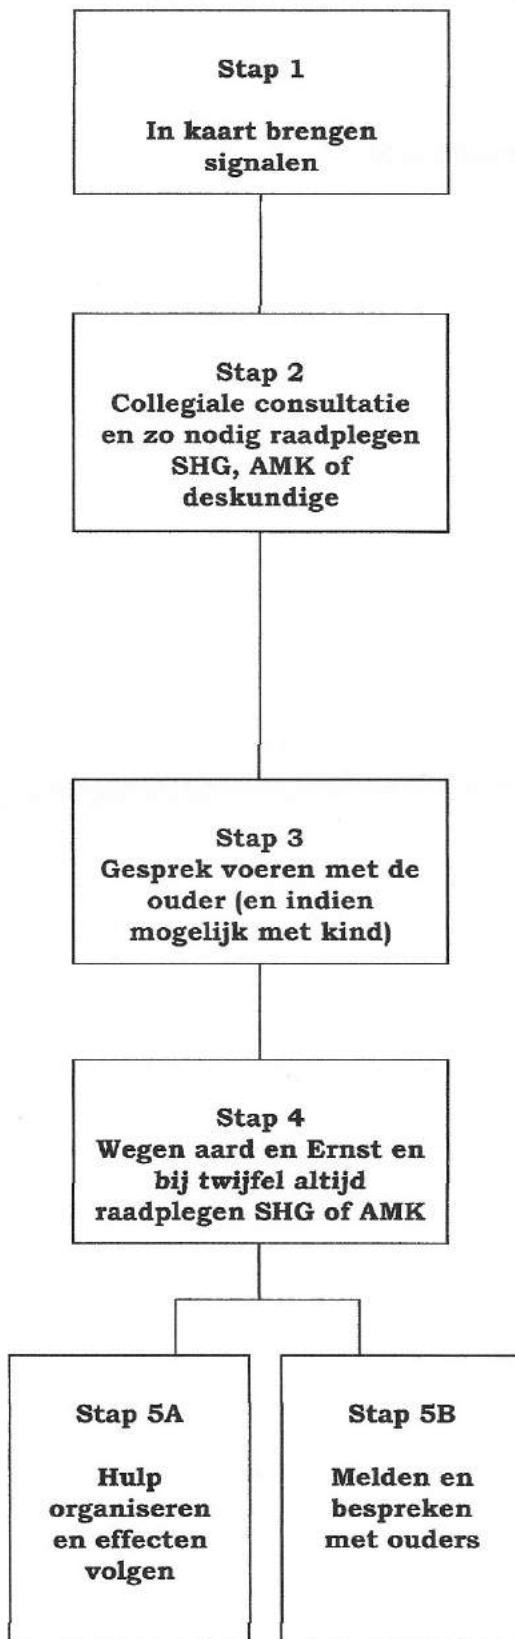 Stap 1
In kaart brengen
signalen
Stap 2
Collegiale consultatie
en zo nodig raadplegen
SHG, AMK of
deskundige
Stap 3
Gesprek voeren met de
ouder (en indien
mogelijk met kind)
Stap 4
Wegen aard en Ernst en
bij twijfel altijd
raadplegen SHG of AMK
Stap 5A
Hulp
organiseren
en effecten
volgen
Stap 5B
Melden en
bespreken
met ouders